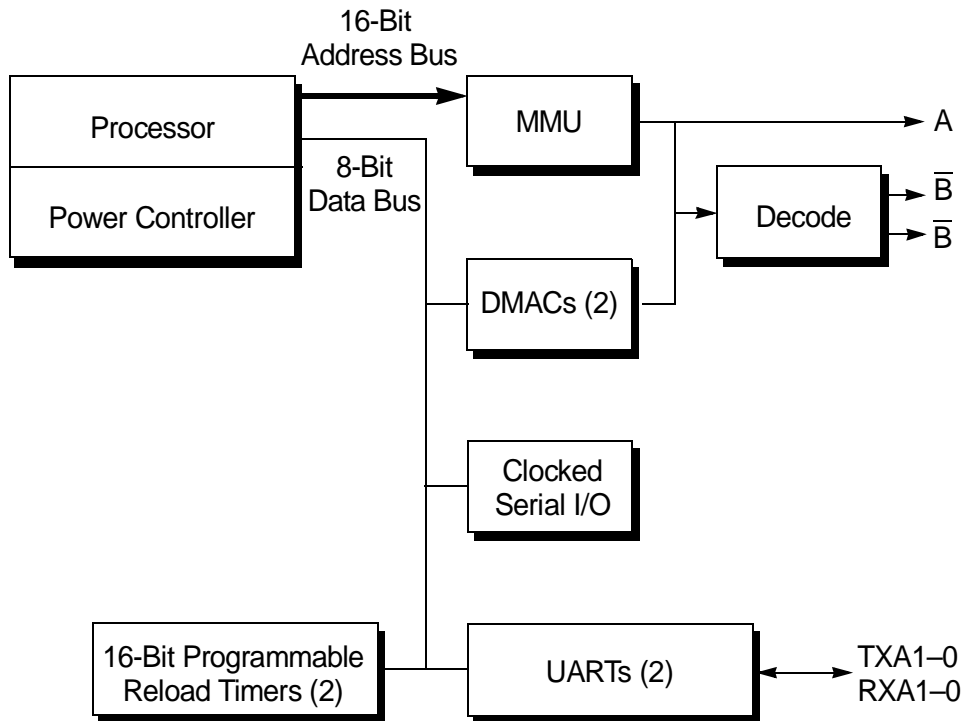 16-Bit
Address Bus
Processor
MMU
A
8-Bit
Data Bus
Power Controller
Decode
B̅
B̅
DMACs (2)
Clocked
Serial I/O
16-Bit Programmable
Reload Timers (2)
UARTs (2)
TXA1–0
RXA1–0